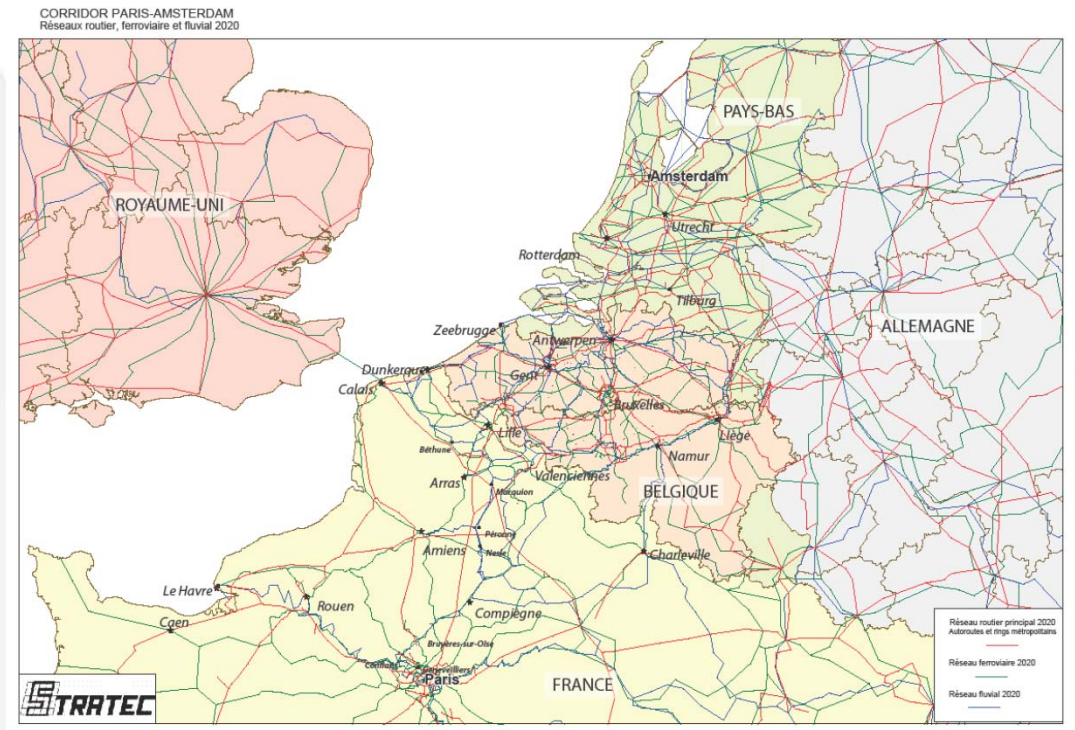 CORRIDOR PARIS-AMSTERDAM
Réseaux routier, ferroviaire et fluvial 2020
PAYS-BAS
Amsterdam
ROYAUME-UNI
Utrecht
Rotterdam
Tilburg
Zeebrugge
ALLEMAGNE
Antwerpen
Dunkerque
Gent
Calais
Bruxelles
Lille
Liège
Béthune
Namur
Arras
Valenciennes
Marquion
BELGIQUE
Péronne
Amiens
Nesle
Charleville
Le Havre
Rouen
Compiègne
Caen
Bruyères-sur-Oise
Conflans
Gennevilliers
Paris
FRANCE
Réseau routier principal 2020
Autoroutes et rings métropolitains
Réseau ferroviaire 2020
Réseau fluvial 2020
STRATEC